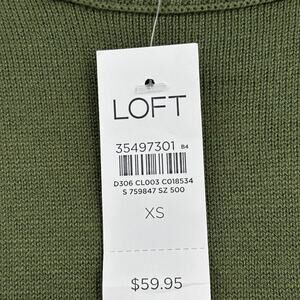 LOFT
35497301 B4
D306 CL003 C018534
S 759847 SZ 500
XS
$59.95